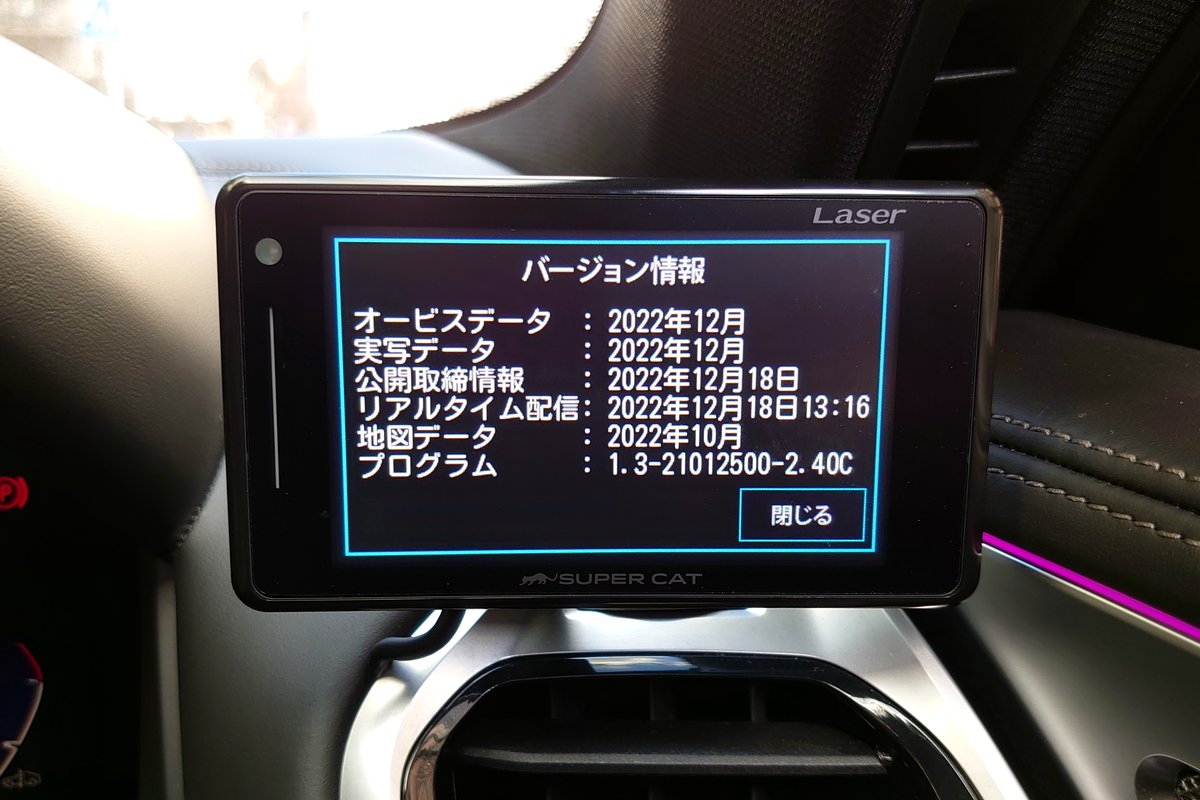 Laser
バージョン情報
オービスデータ : 2022年12月
実写データ : 2022年12月
公開取締情報 : 2022年12月18日
リアルタイム配信: 2022年12月18日13:16
地図データ : 2022年10月
プログラム : 1.3-21012500-2.40C
閉じる
SUPER CAT
P